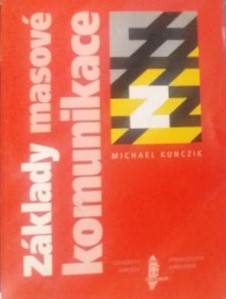 Základy masové
komunikace
MICHAEL KUNCZIK